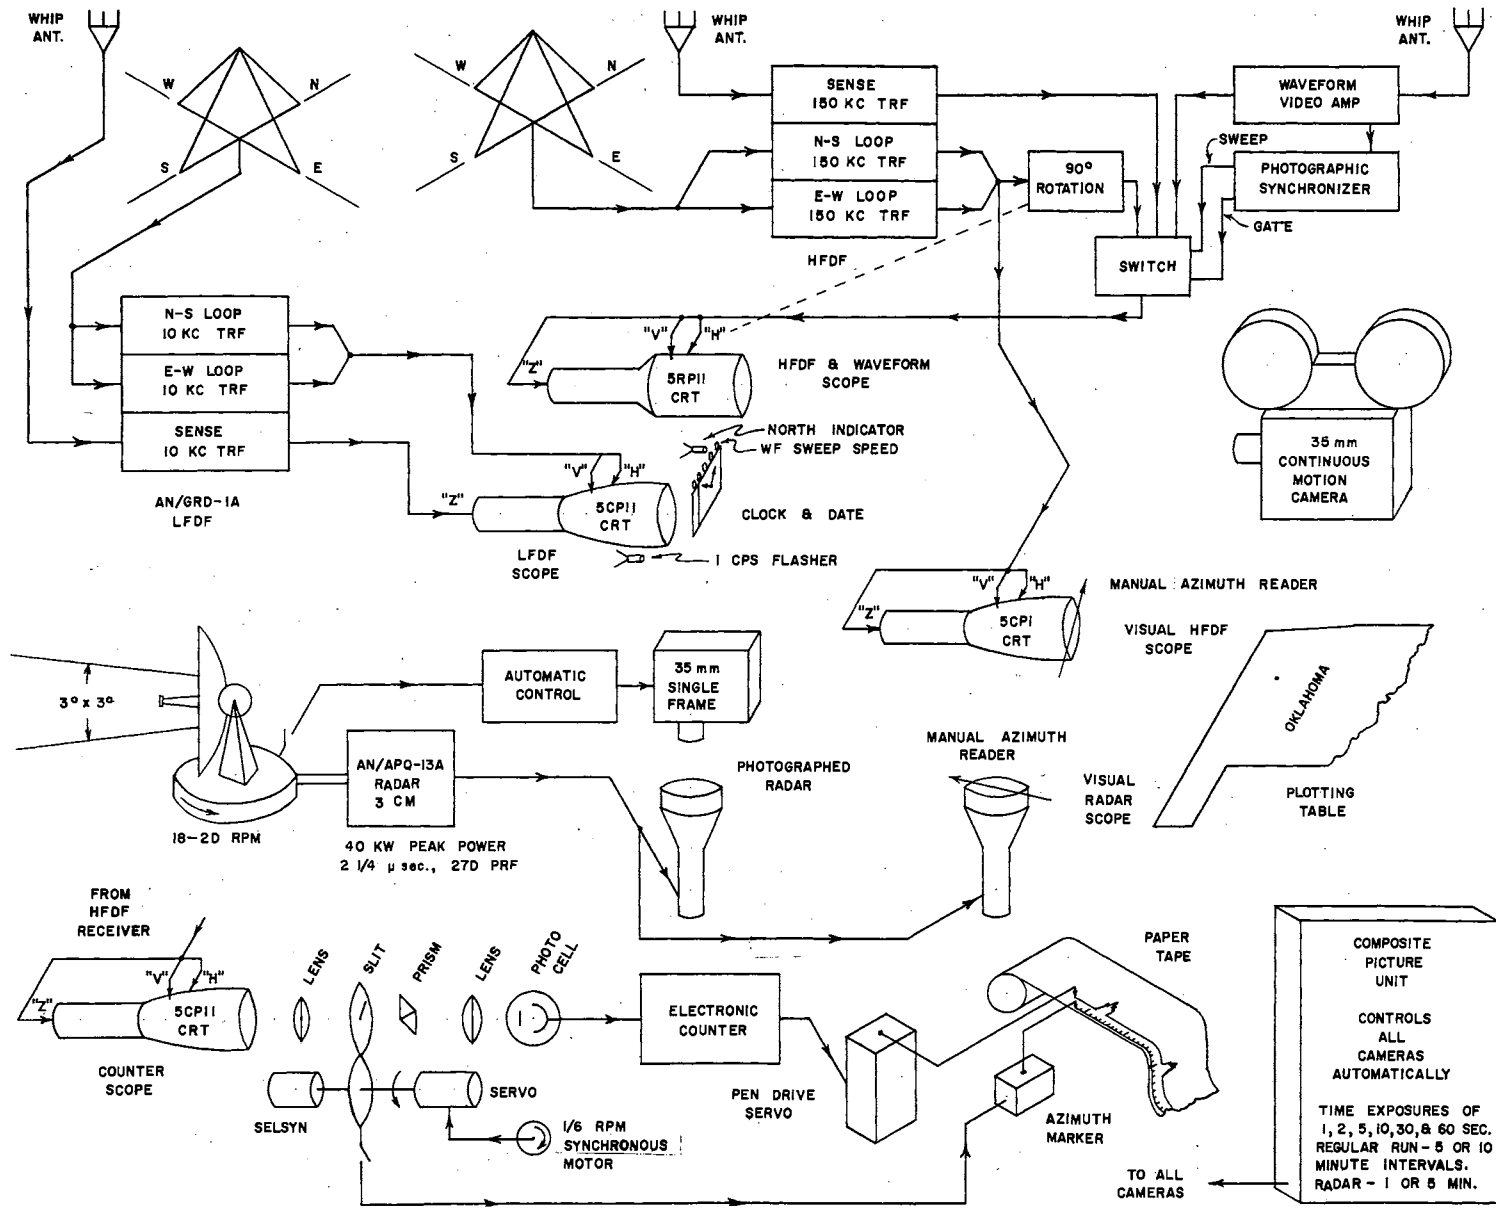 WHIP
ANT.
W
N
S
E
W
N
S
E
WHIP
ANT.
SENSE
150 KC TRF
N-S LOOP
150 KC TRF
E-W LOOP
150 KC TRF
HFDF
90°
ROTATION
WHIP
ANT.
WAVEFORM
VIDEO AMP
SWEEP
PHOTOGRAPHIC
SYNCHRONIZER
GATE
SWITCH
N-S LOOP
10 KC TRF
E-W LOOP
10 KC TRF
SENSE
10 KC TRF
AN/GRD-1A
LFDF
"V"
"H"
"Z"
5RP11
CRT
HFDF & WAVEFORM
SCOPE
NORTH INDICATOR
WF SWEEP SPEED
"V"
"H"
"Z"
5CP11
CRT
CLOCK & DATE
LFDF
SCOPE
1 CPS FLASHER
35 mm
CONTINUOUS
MOTION
CAMERA
"V"
"H"
"Z"
5CP1
CRT
MANUAL AZIMUTH READER
VISUAL HFDF
SCOPE
3° x 3°
18-2D RPM
AUTOMATIC
CONTROL
35 mm
SINGLE
FRAME
AN/APQ-13A
RADAR
3 CM
40 KW PEAK POWER
2 1/4 μ sec., 27D PRF
PHOTOGRAPHED
RADAR
MANUAL AZIMUTH
READER
VISUAL
RADAR
SCOPE
OKLAHOMA
PLOTTING
TABLE
FROM
HFDF
RECEIVER
"V"
"H"
"Z"
5CP11
CRT
COUNTER
SCOPE
LENS
SLIT
PRISM
LENS
PHOTO
CELL
ELECTRONIC
COUNTER
SELSYN
SERVO
1/6 RPM
SYNCHRONOUS
MOTOR
PEN DRIVE
SERVO
PAPER
TAPE
AZIMUTH
MARKER
COMPOSITE
PICTURE
UNIT
CONTROLS
ALL
CAMERAS
AUTOMATICALLY
TIME EXPOSURES OF
1, 2, 5, 10, 30, & 60 SEC.
REGULAR RUN - 5 OR 10
MINUTE INTERVALS.
RADAR - 1 OR 5 MIN.
TO ALL
CAMERAS